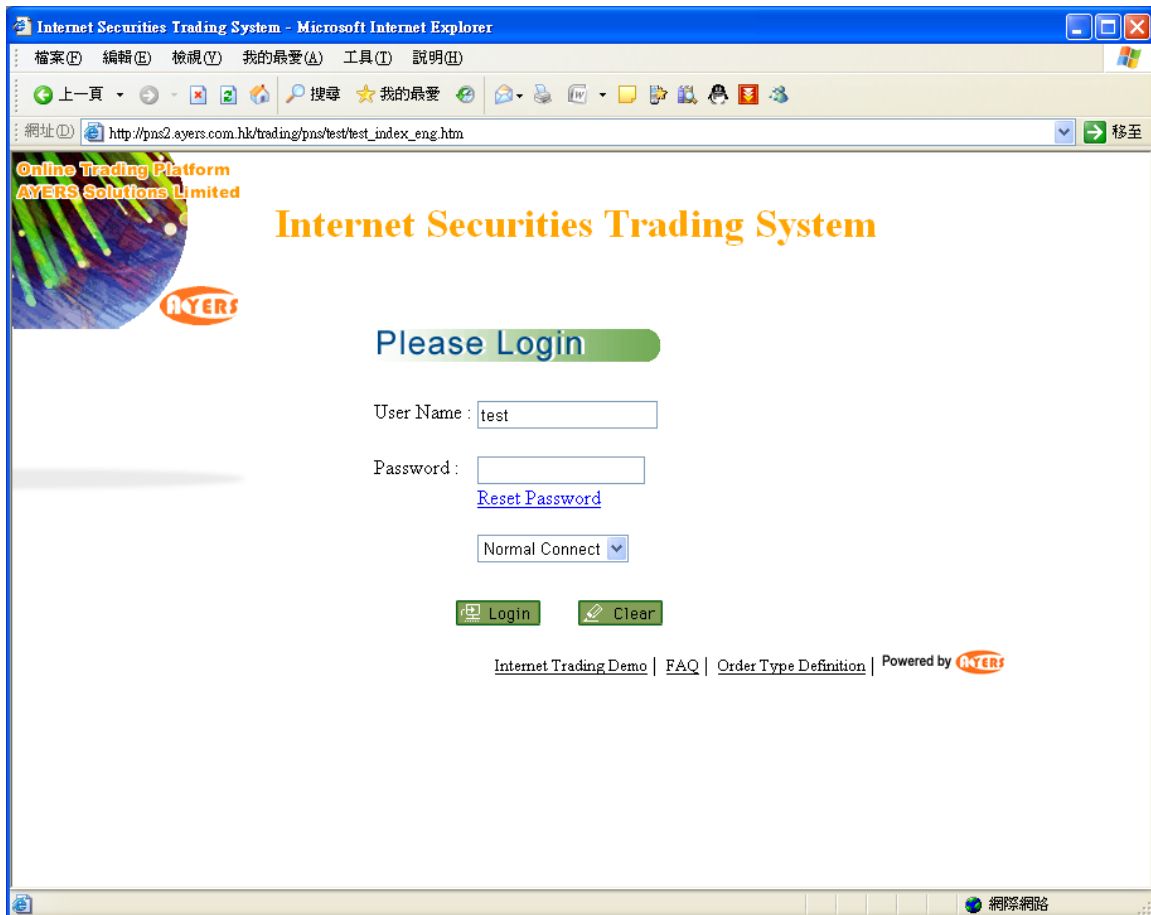 Internet Securities Trading System - Microsoft Internet Explorer
檔案(F) 編輯(E) 檢視(V) 我的最愛(A) 工具(T) 說明(H)
上一頁 搜尋 我的最愛
網址(D) http://pns2.ayers.com.hk/trading/pns/test/test_index_eng.htm 移至
Online Trading Platform
AYERS Solutions Limited
Internet Securities Trading System
AYERS
Please Login
User Name : test
Password :
Reset Password
Normal Connect
Login Clear
Internet Trading Demo | FAQ | Order Type Definition | Powered by AYERS
網際網路